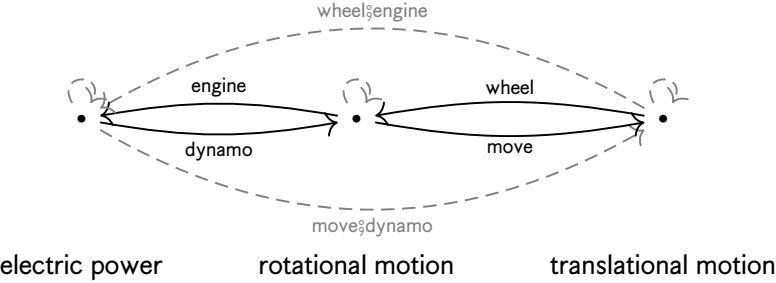 wheel⨟engine
engine
wheel
dynamo
move
move⨟dynamo
electric power
rotational motion
translational motion